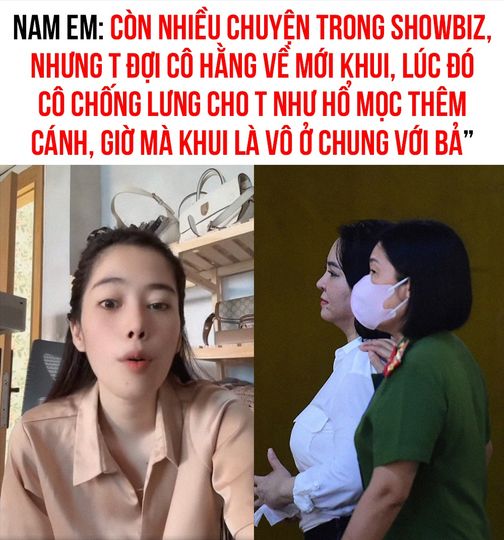 NAM EM: CÒN NHIỀU CHUYỆN TRONG SHOWBIZ,
NHƯNG T ĐỢI CÔ HẰNG VỀ MỚI KHUI, LÚC ĐÓ
CÔ CHỐNG LƯNG CHO T NHƯ HỔ MỌC THÊM
CÁNH, GIỜ MÀ KHUI LÀ VÔ Ở CHUNG VỚI BẢ”